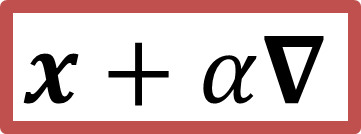 𝒙 + 𝛼𝛁